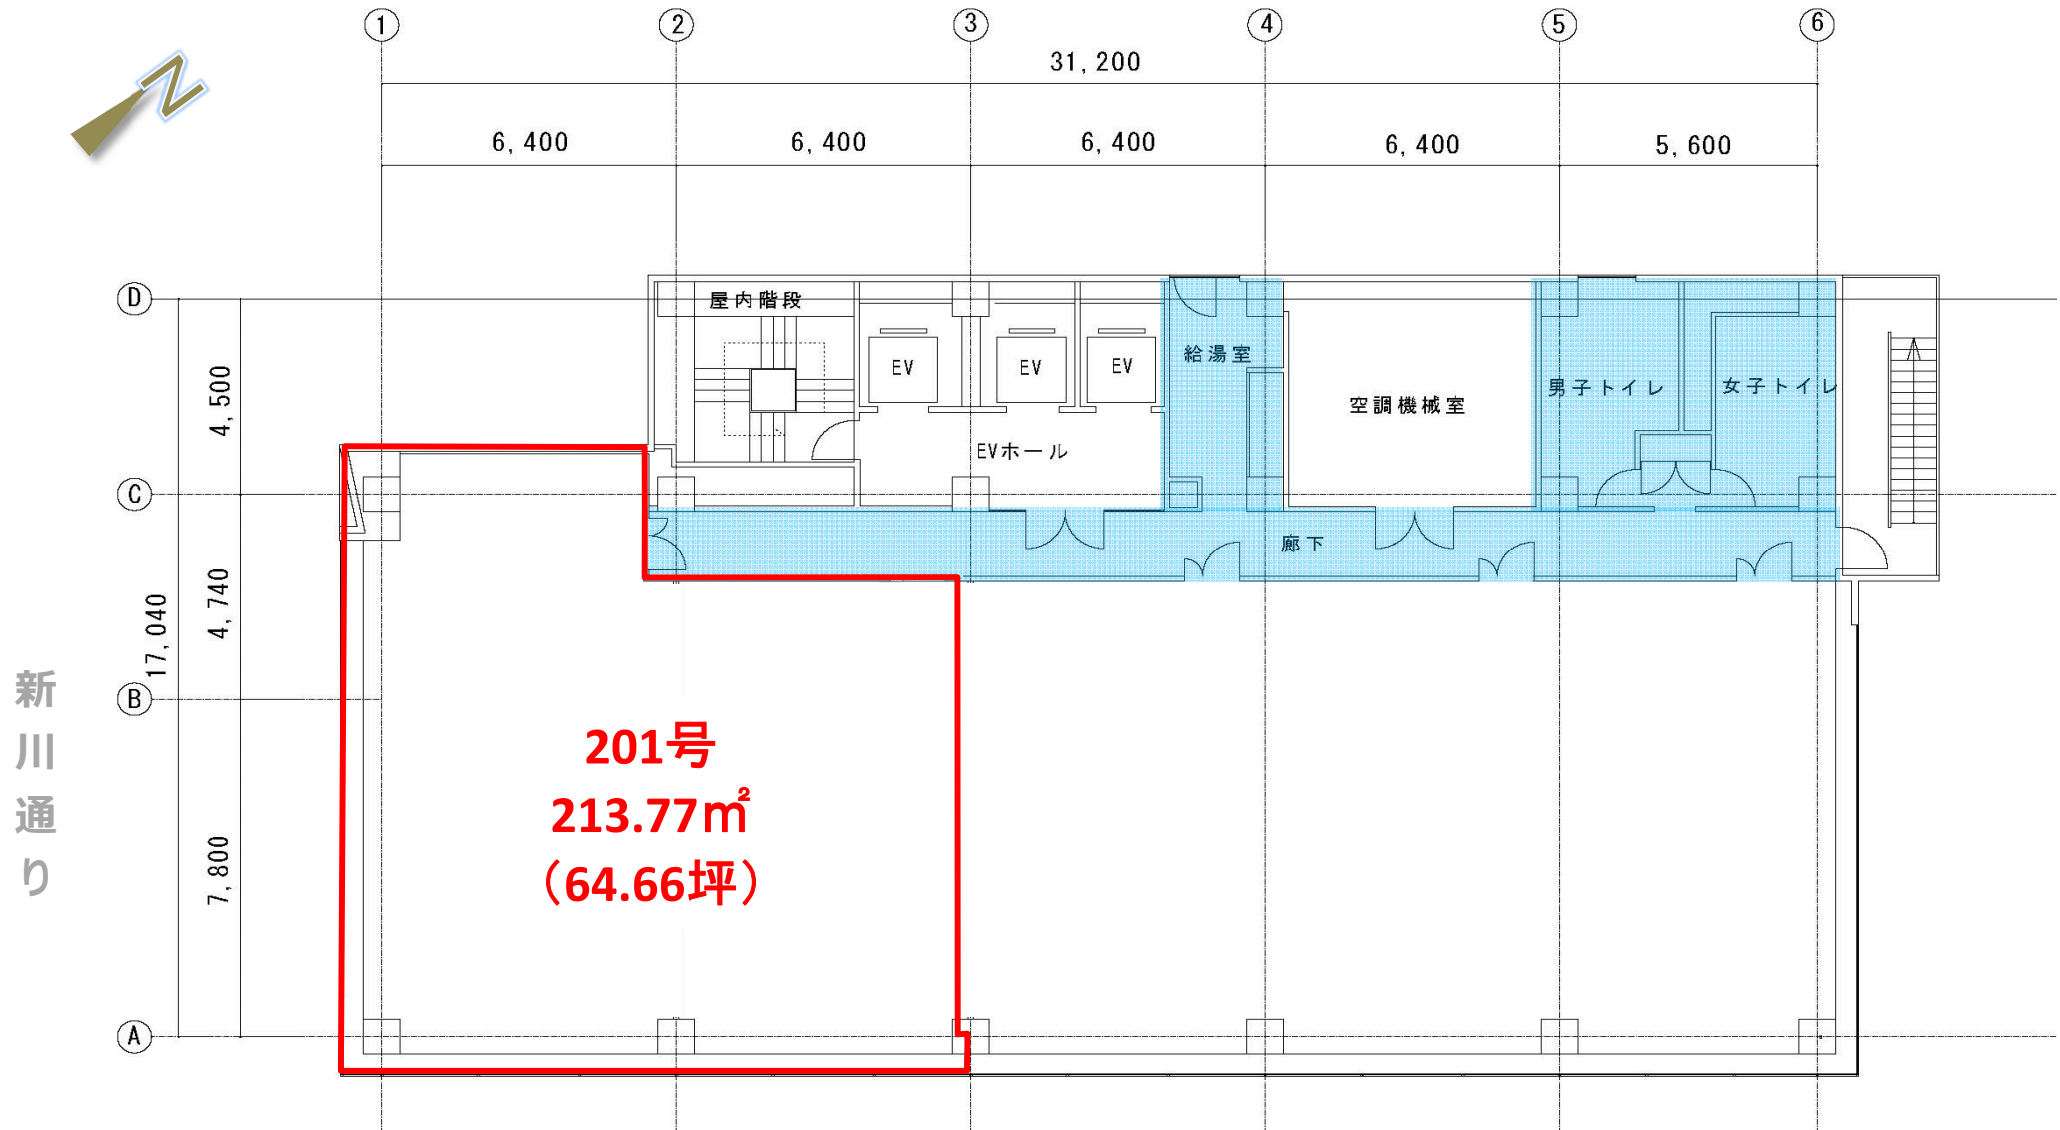 ① ② ③ ④ ⑤ ⑥
31,200
6,400 6,400 6,400 6,400 5,600
N
D
C
B
A
4,500
4,740
17,040
7,800
屋内階段
EV EV EV
給湯室
空調機械室
男子トイレ
女子トイレ
EVホール
廊下
新川通り
201号
213.77㎡
（64.66坪）